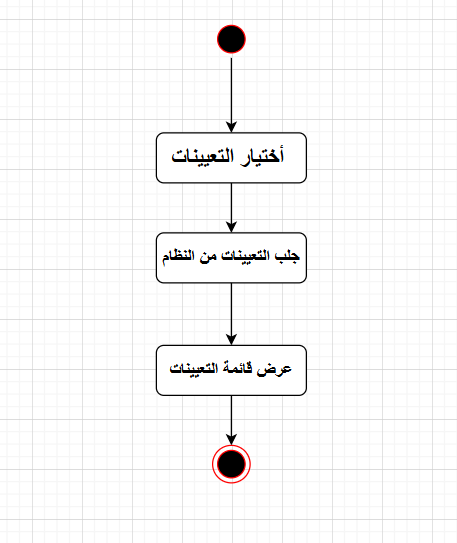 أختيار التعيينات
جلب التعيينات من النظام
عرض قائمة التعيينات